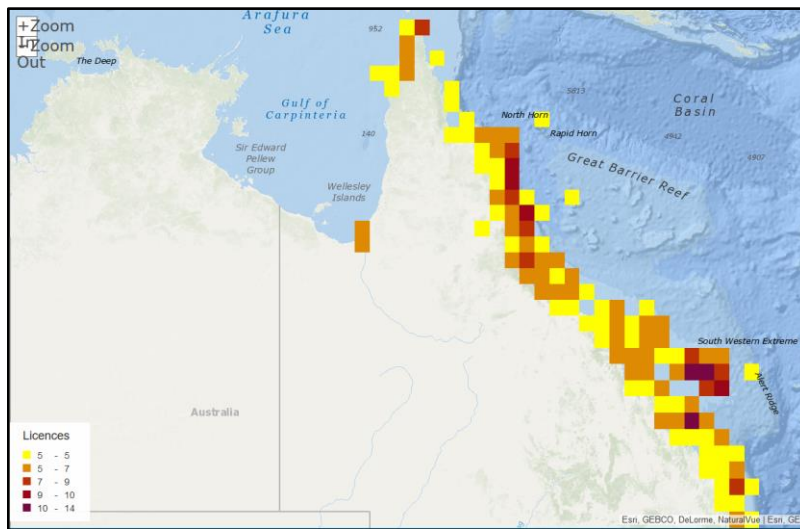 +Zoom
In
−Zoom
Out
Arafura
Sea
952
The Deep
Gulf of
Carpinteria
140
Sir Edward
Pellew
Group
Wellesley
Islands
North Horn
5813
Rapid Horn
Coral
Basin
4942
4907
Great Barrier Reef
South Western Extreme
Alert Ridge
Australia
Licences
5 - 5
5 - 7
7 - 9
9 - 10
10 - 14
Esri, GEBCO, DeLorme, NaturalVue | Esri, GE